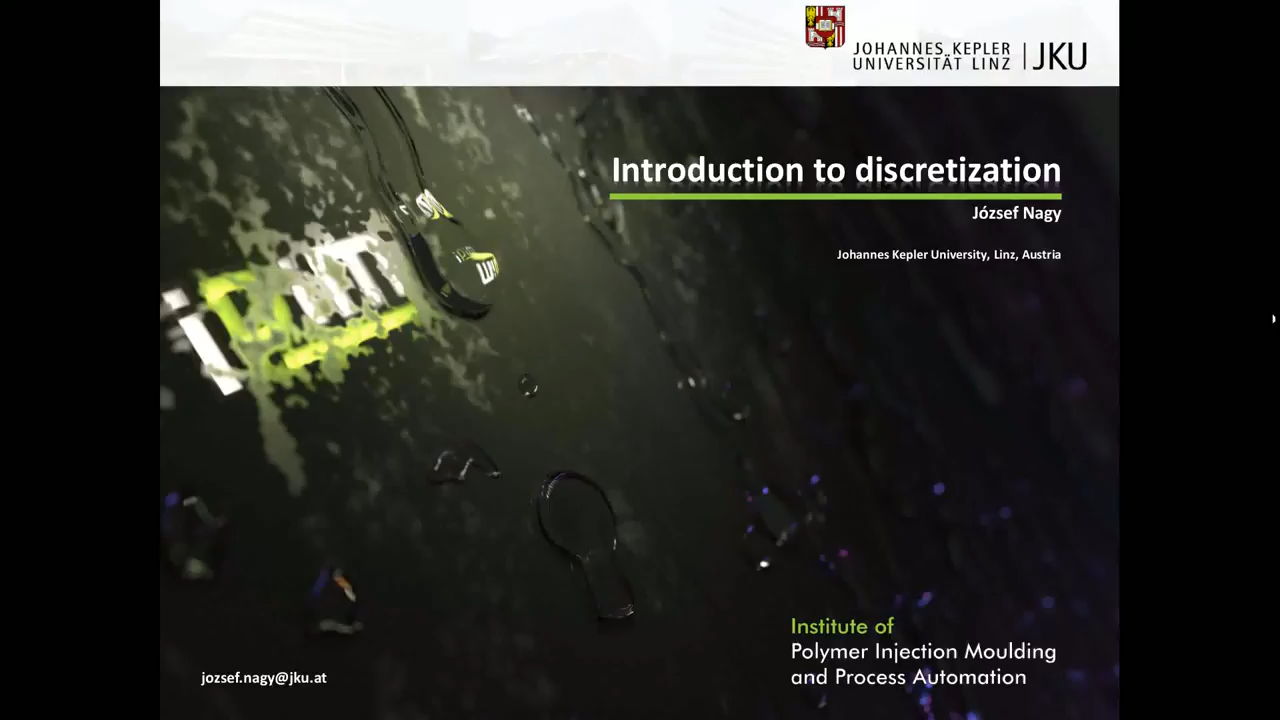 JOHANNES KEPLER
UNIVERSITÄT LINZ | JKU
Introduction to discretization
József Nagy
Johannes Kepler University, Linz, Austria
Institute of
Polymer Injection Moulding
and Process Automation
jozsef.nagy@jku.at